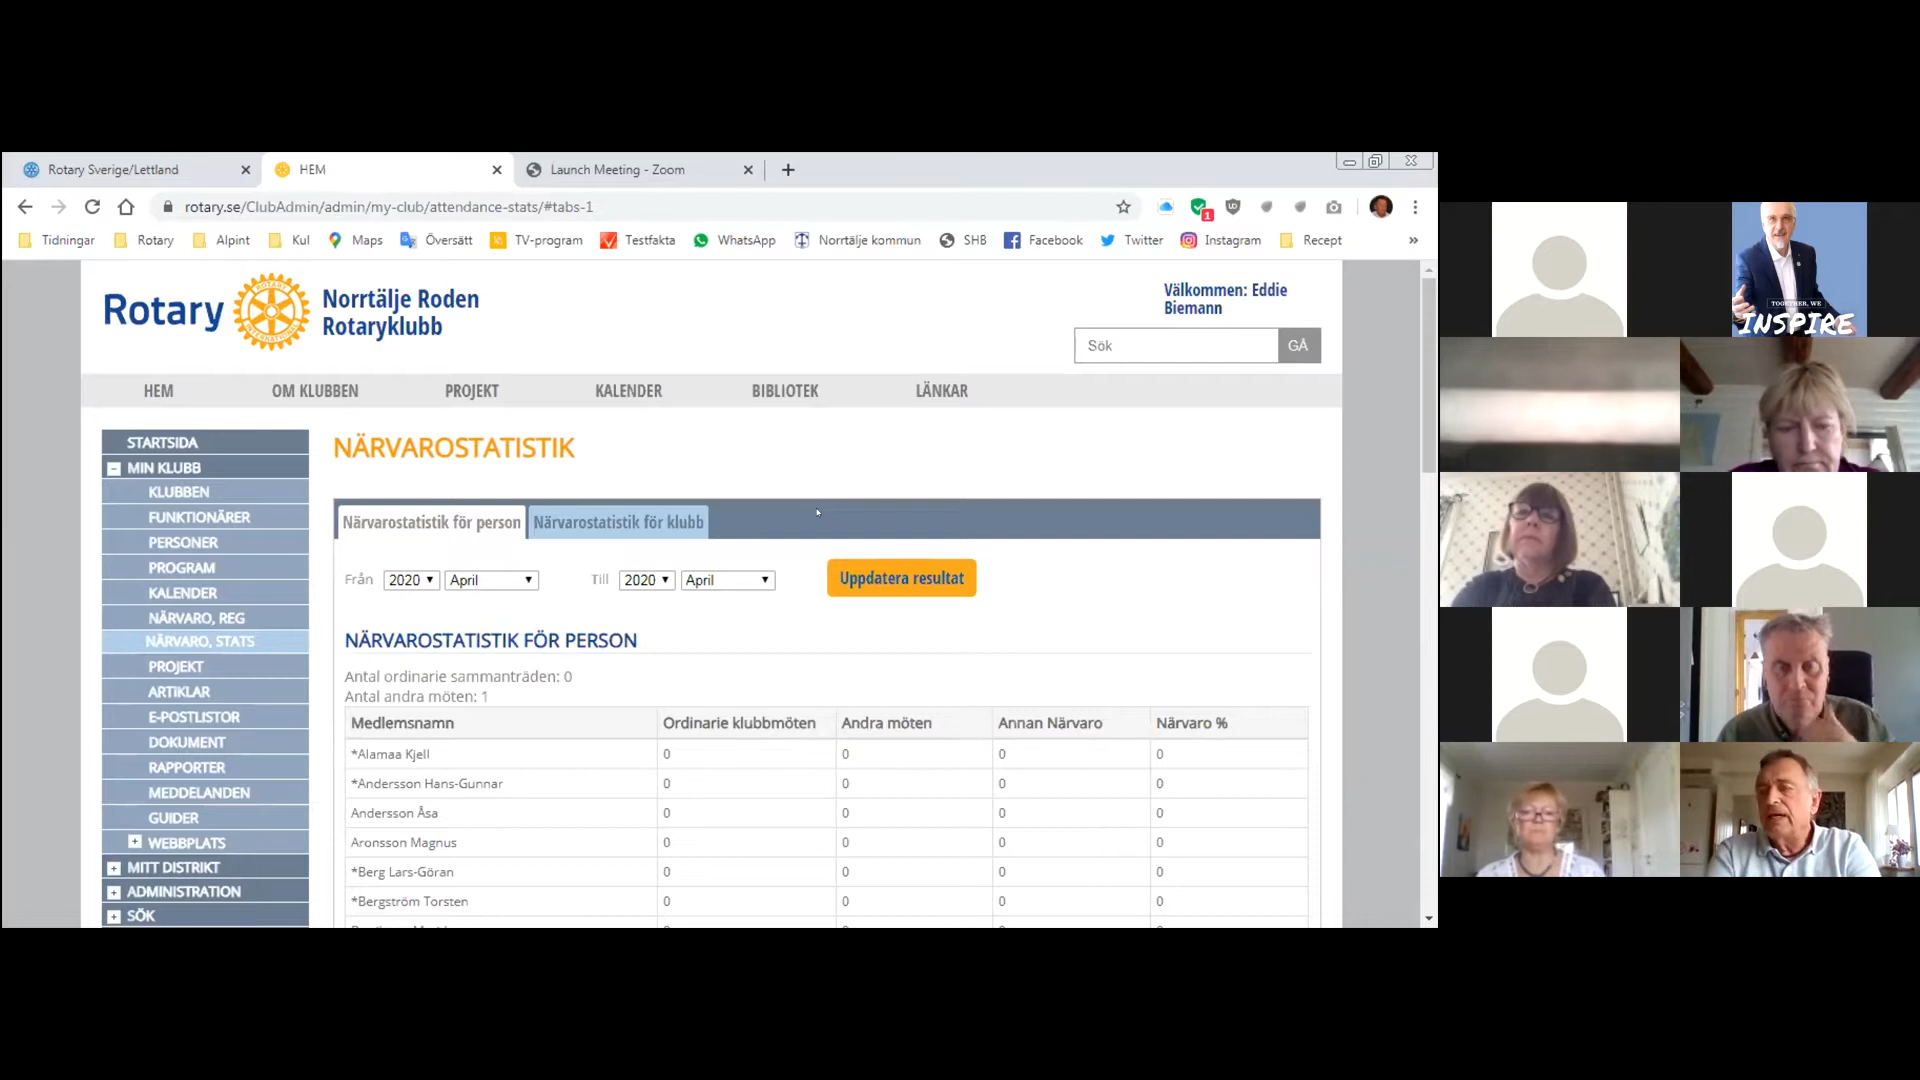 Rotary Sverige/Lettland
HEM
Launch Meeting - Zoom
rotary.se/ClubAdmin/admin/my-club/attendance-stats/#tabs-1
1
Tidningar Rotary Alpint Kul Maps Översätt TV-program Testfakta WhatsApp Norrtälje kommun SHB Facebook Twitter Instagram Recept »
Rotary
Norrtälje Roden
Rotaryklubb
Välkommen: Eddie
Biemann
Sök GÅ
HEM OM KLUBBEN PROJEKT KALENDER BIBLIOTEK LÄNKAR
STARTSIDA
MIN KLUBB
KLUBBEN
FUNKTIONÄRER
PERSONER
PROGRAM
KALENDER
NÄRVARO, REG
NÄRVARO, STATS
PROJEKT
ARTIKLAR
E-POSTLISTOR
DOKUMENT
RAPPORTER
MEDDELANDEN
GUIDER
WEBBPLATS
MITT DISTRIKT
ADMINISTRATION
SÖK
NÄRVAROSTATISTIK
Närvarostatistik för person Närvarostatistik för klubb
Från 2020 April Till 2020 April Uppdatera resultat
NÄRVAROSTATISTIK FÖR PERSON
Antal ordinarie sammanträden: 0
Antal andra möten: 1
Medlemsnamn Ordinarie klubbmöten Andra möten Annan Närvaro Närvaro %
*Alamaa Kjell 0 0 0 0
*Andersson Hans-Gunnar 0 0 0 0
Andersson Åsa 0 0 0 0
Aronsson Magnus 0 0 0 0
*Berg Lars-Göran 0 0 0 0
*Bergström Torsten 0 0 0 0
TOGETHER, WE
INSPIRE